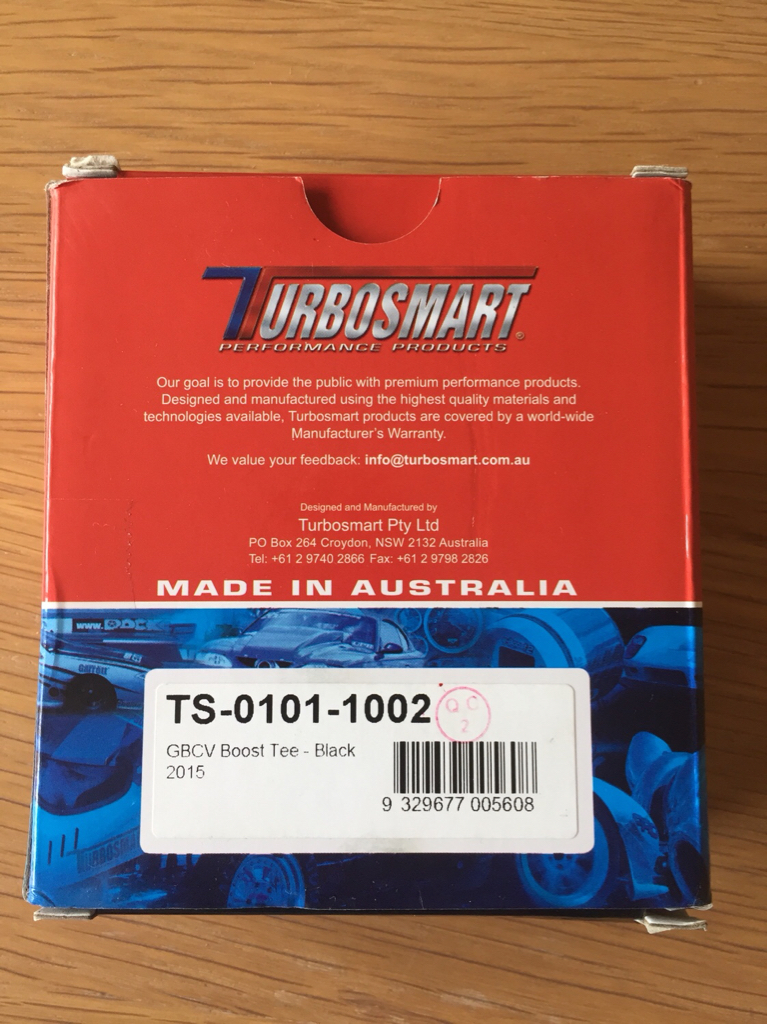 TURBOSMART®
PERFORMANCE PRODUCTS
Our goal is to provide the public with premium performance products.
Designed and manufactured using the highest quality materials and
technologies available, Turbosmart products are covered by a world-wide
Manufacturer's Warranty.
We value your feedback: info@turbosmart.com.au
Designed and Manufactured by
Turbosmart Pty Ltd
PO Box 264 Croydon, NSW 2132 Australia
Tel: +61 2 9740 2866 Fax: +61 2 9798 2826
MADE IN AUSTRALIA
www.
TS-0101-1002
QC
2
GBCV Boost Tee - Black
2015
9 329677 005608
TURBOSMART